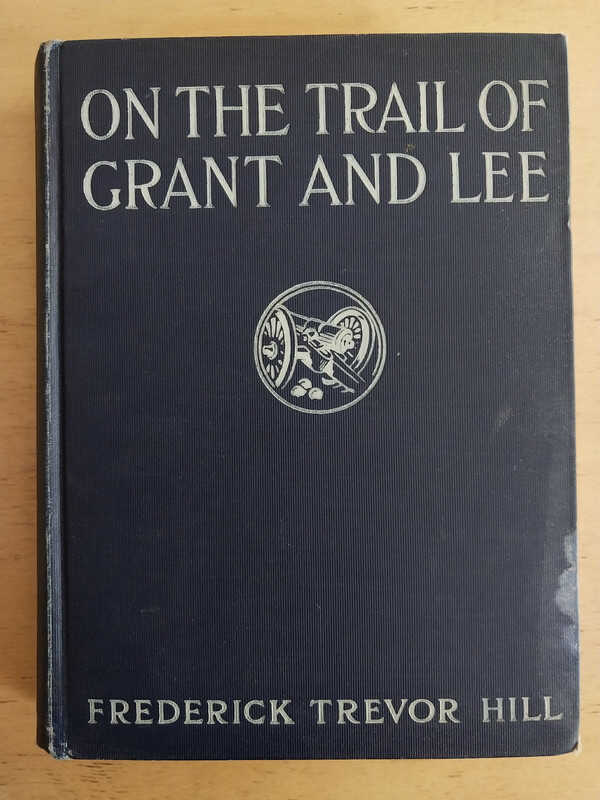 ON THE TRAIL OF
GRANT AND LEE
FREDERICK TREVOR HILL